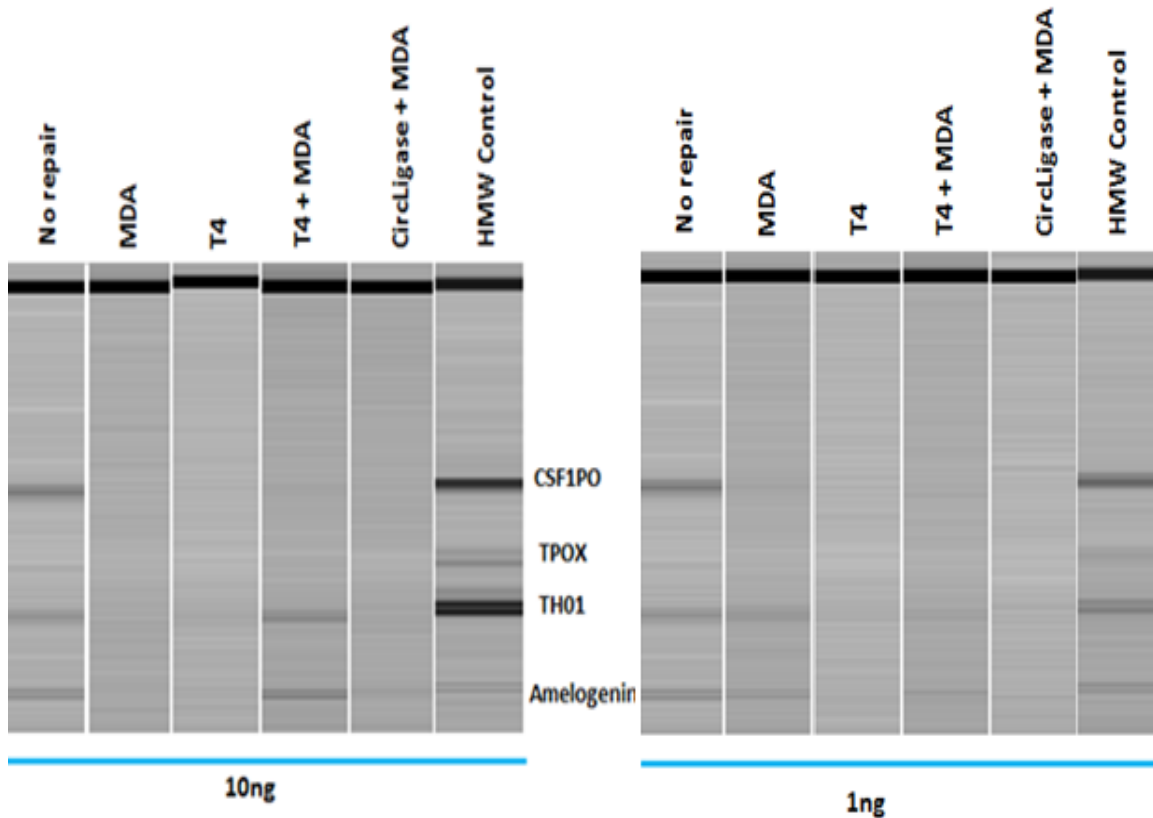 No repair
MDA
T4
T4 + MDA
CircLigase + MDA
HMW Control
CSF1PO
TPOX
TH01
Amelogenin
10ng
No repair
MDA
T4
T4 + MDA
CircLigase + MDA
HMW Control
1ng